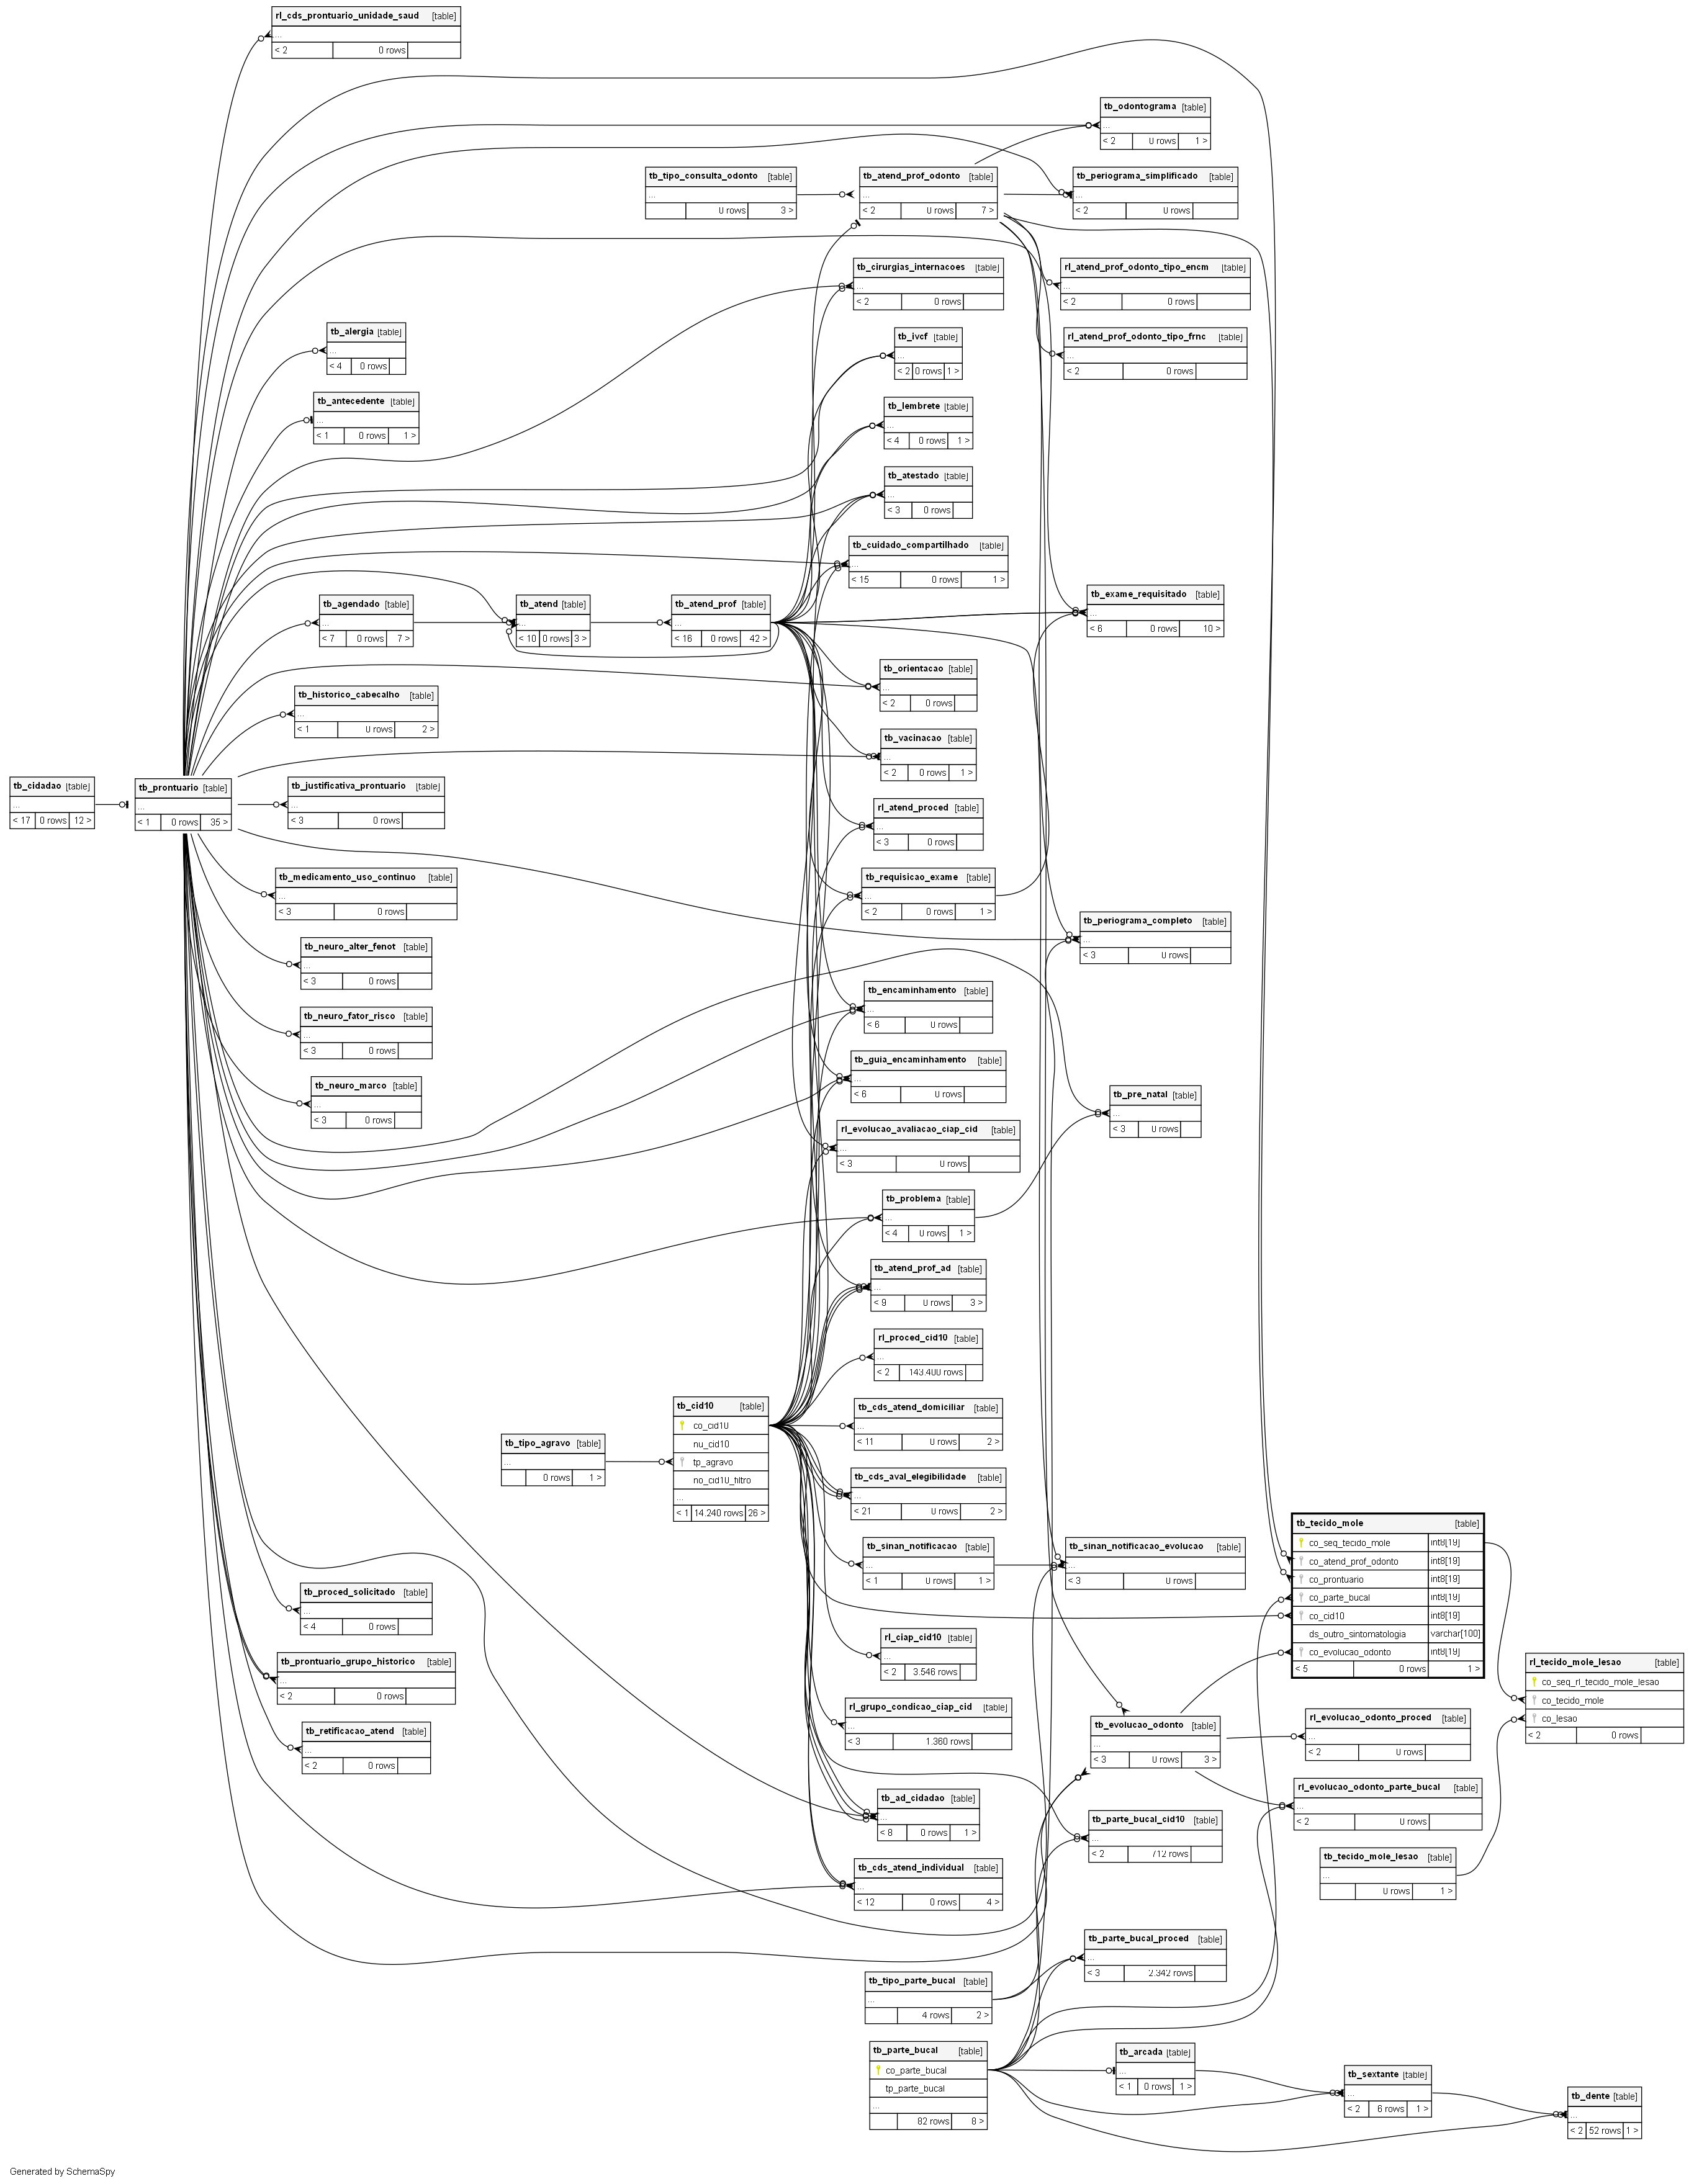 rl_cds_prontuario_unidade_saud [table]
...
< 2 0 rows
tb_odontograma [table]
...
< 2 0 rows 1 >
tb_tipo_consulta_odonto [table]
...
0 rows 3 >
tb_atend_prof_odonto [table]
...
< 2 0 rows 7 >
tb_periograma_simplificado [table]
...
< 2 0 rows
tb_cirurgias_internacoes [table]
...
< 2 0 rows
rl_atend_prof_odonto_tipo_encm [table]
...
< 2 0 rows
tb_alergia [table]
...
< 4 0 rows
tb_ivcf [table]
...
< 2 0 rows 1 >
rl_atend_prof_odonto_tipo_frnc [table]
...
< 2 0 rows
tb_antecedente [table]
...
< 1 0 rows 1 >
tb_lembrete [table]
...
< 4 0 rows 1 >
tb_atestado [table]
...
< 3 0 rows
tb_cuidado_compartilhado [table]
...
< 15 0 rows 1 >
tb_agendado [table]
...
< 7 0 rows 7 >
tb_atend [table]
...
< 10 0 rows 3 >
tb_atend_prof [table]
...
< 16 0 rows 42 >
tb_exame_requisitado [table]
...
< 6 0 rows 10 >
tb_orientacao [table]
...
< 2 0 rows
tb_historico_cabecalho [table]
...
< 1 0 rows 2 >
tb_vacinacao [table]
...
< 2 0 rows 1 >
tb_cidadao [table]
...
< 17 0 rows 12 >
tb_prontuario [table]
...
< 1 0 rows 35 >
tb_justificativa_prontuario [table]
...
< 3 0 rows
rl_atend_proced [table]
...
< 3 0 rows
tb_medicamento_uso_continuo [table]
...
< 3 0 rows
tb_requisicao_exame [table]
...
< 2 0 rows 1 >
tb_periograma_completo [table]
...
< 3 0 rows
tb_neuro_alter_fenot [table]
...
< 3 0 rows
tb_encaminhamento [table]
...
< 6 0 rows
tb_neuro_fator_risco [table]
...
< 3 0 rows
tb_guia_encaminhamento [table]
...
< 6 0 rows
tb_neuro_marco [table]
...
< 3 0 rows
tb_pre_natal [table]
...
< 3 0 rows
rl_evolucao_avaliacao_ciap_cid [table]
...
< 3 0 rows
tb_problema [table]
...
< 4 0 rows 1 >
tb_atend_prof_ad [table]
...
< 9 0 rows 3 >
rl_proced_cid10 [table]
...
< 2 143.400 rows
tb_cid10 [table]
co_cid10
nu_cid10
tp_agravo
no_cid10_filtro
...
< 1 14.240 rows 26 >
tb_cds_atend_domiciliar [table]
...
< 11 0 rows 2 >
tb_tipo_agravo [table]
...
0 rows 1 >
tb_cds_aval_elegibilidade [table]
...
< 21 0 rows 2 >
tb_tecido_mole [table]
co_seq_tecido_mole int8[19]
co_atend_prof_odonto int8[19]
co_prontuario int8[19]
co_parte_bucal int8[19]
co_cid10 int8[19]
ds_outro_sintomatologia varchar[100]
co_evolucao_odonto int8[19]
< 5 0 rows 1 >
tb_sinan_notificacao [table]
...
< 1 0 rows 1 >
tb_sinan_notificacao_evolucao [table]
...
< 3 0 rows
tb_proced_solicitado [table]
...
< 4 0 rows
rl_ciap_cid10 [table]
...
< 2 3.546 rows
tb_prontuario_grupo_historico [table]
...
< 2 0 rows
rl_tecido_mole_lesao [table]
co_seq_rl_tecido_mole_lesao
co_tecido_mole
co_lesao
< 2 0 rows
rl_grupo_condicao_ciap_cid [table]
...
< 3 1.360 rows
tb_retificacao_atend [table]
...
< 2 0 rows
tb_evolucao_odonto [table]
...
< 3 0 rows 3 >
rl_evolucao_odonto_proced [table]
...
< 2 0 rows
rl_evolucao_odonto_parte_bucal [table]
...
< 2 0 rows
tb_ad_cidadao [table]
...
< 8 0 rows 1 >
tb_parte_bucal_cid10 [table]
...
< 2 712 rows
tb_tecido_mole_lesao [table]
...
0 rows 1 >
tb_cds_atend_individual [table]
...
< 12 0 rows 4 >
tb_parte_bucal_proced [table]
...
< 3 2.342 rows
tb_tipo_parte_bucal [table]
...
4 rows 2 >
tb_parte_bucal [table]
co_parte_bucal
tp_parte_bucal
...
82 rows 8 >
tb_arcada [table]
...
< 1 0 rows 1 >
tb_sextante [table]
...
< 2 6 rows 1 >
tb_dente [table]
...
< 2 52 rows 1 >
Generated by SchemaSpy